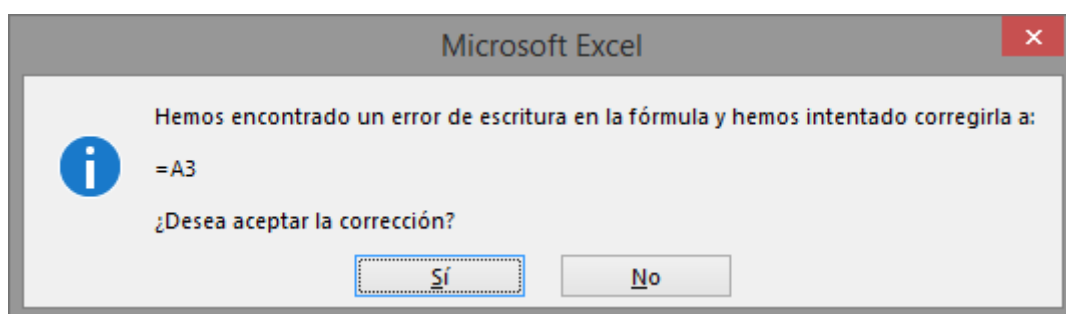 Microsoft Excel
Hemos encontrado un error de escritura en la fórmula y hemos intentado corregirla a:
=A3
¿Desea aceptar la corrección?
Sí
No